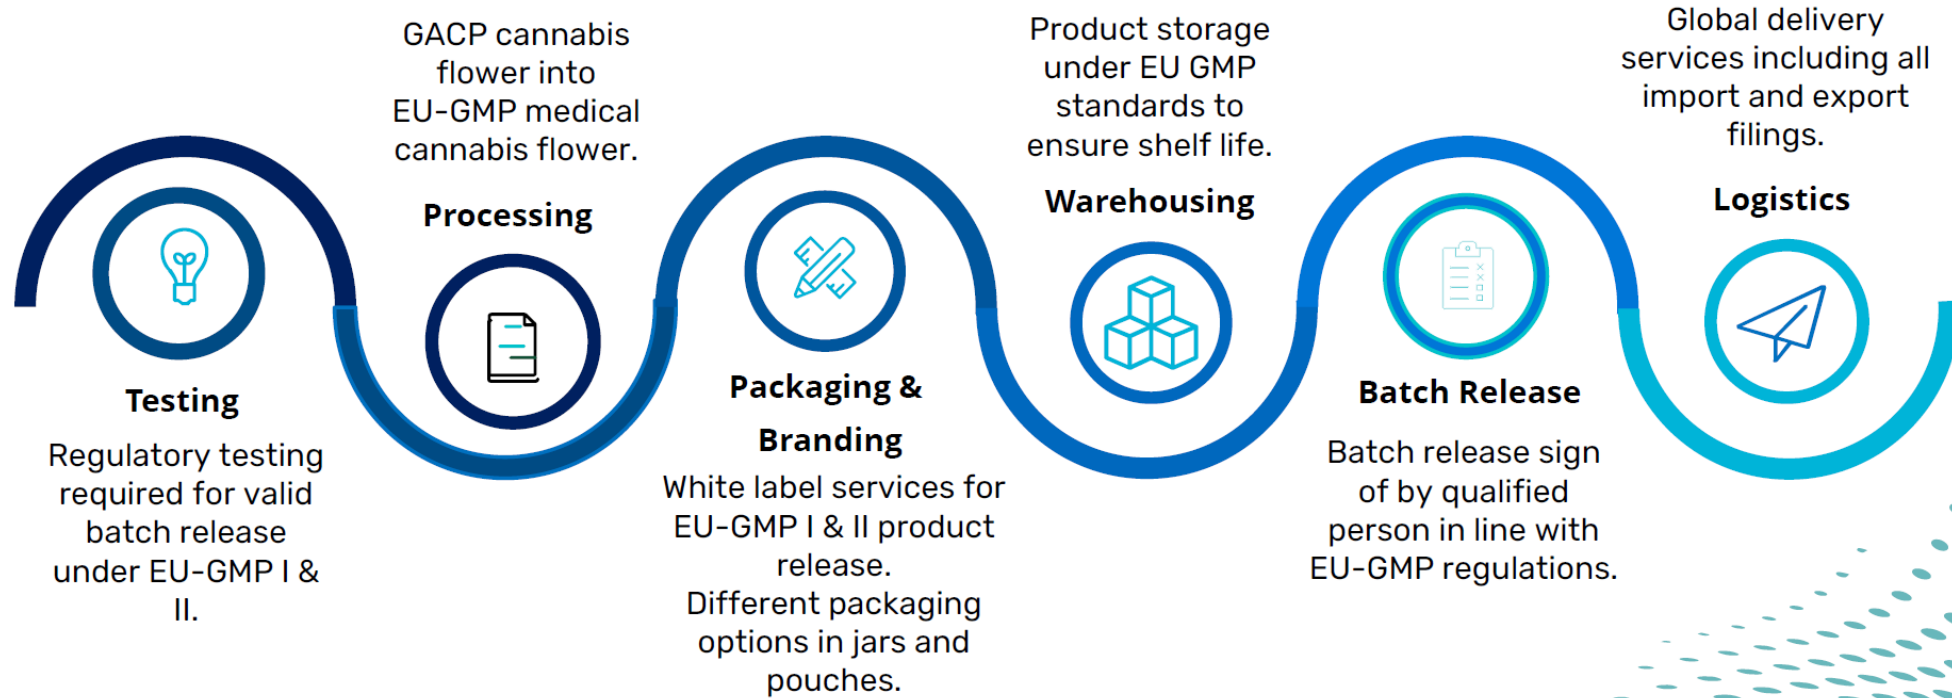 Testing
Regulatory testing
required for valid
batch release
under EU-GMP I &
II.
GACP cannabis
flower into
EU-GMP medical
cannabis flower.
Processing
Packaging &
Branding
White label services for
EU-GMP I & II product
release.
Different packaging
options in jars and
pouches.
Product storage
under EU GMP
standards to
ensure shelf life.
Warehousing
Batch Release
Batch release sign
of by qualified
person in line with
EU-GMP regulations.
Global delivery
services including all
import and export
filings.
Logistics